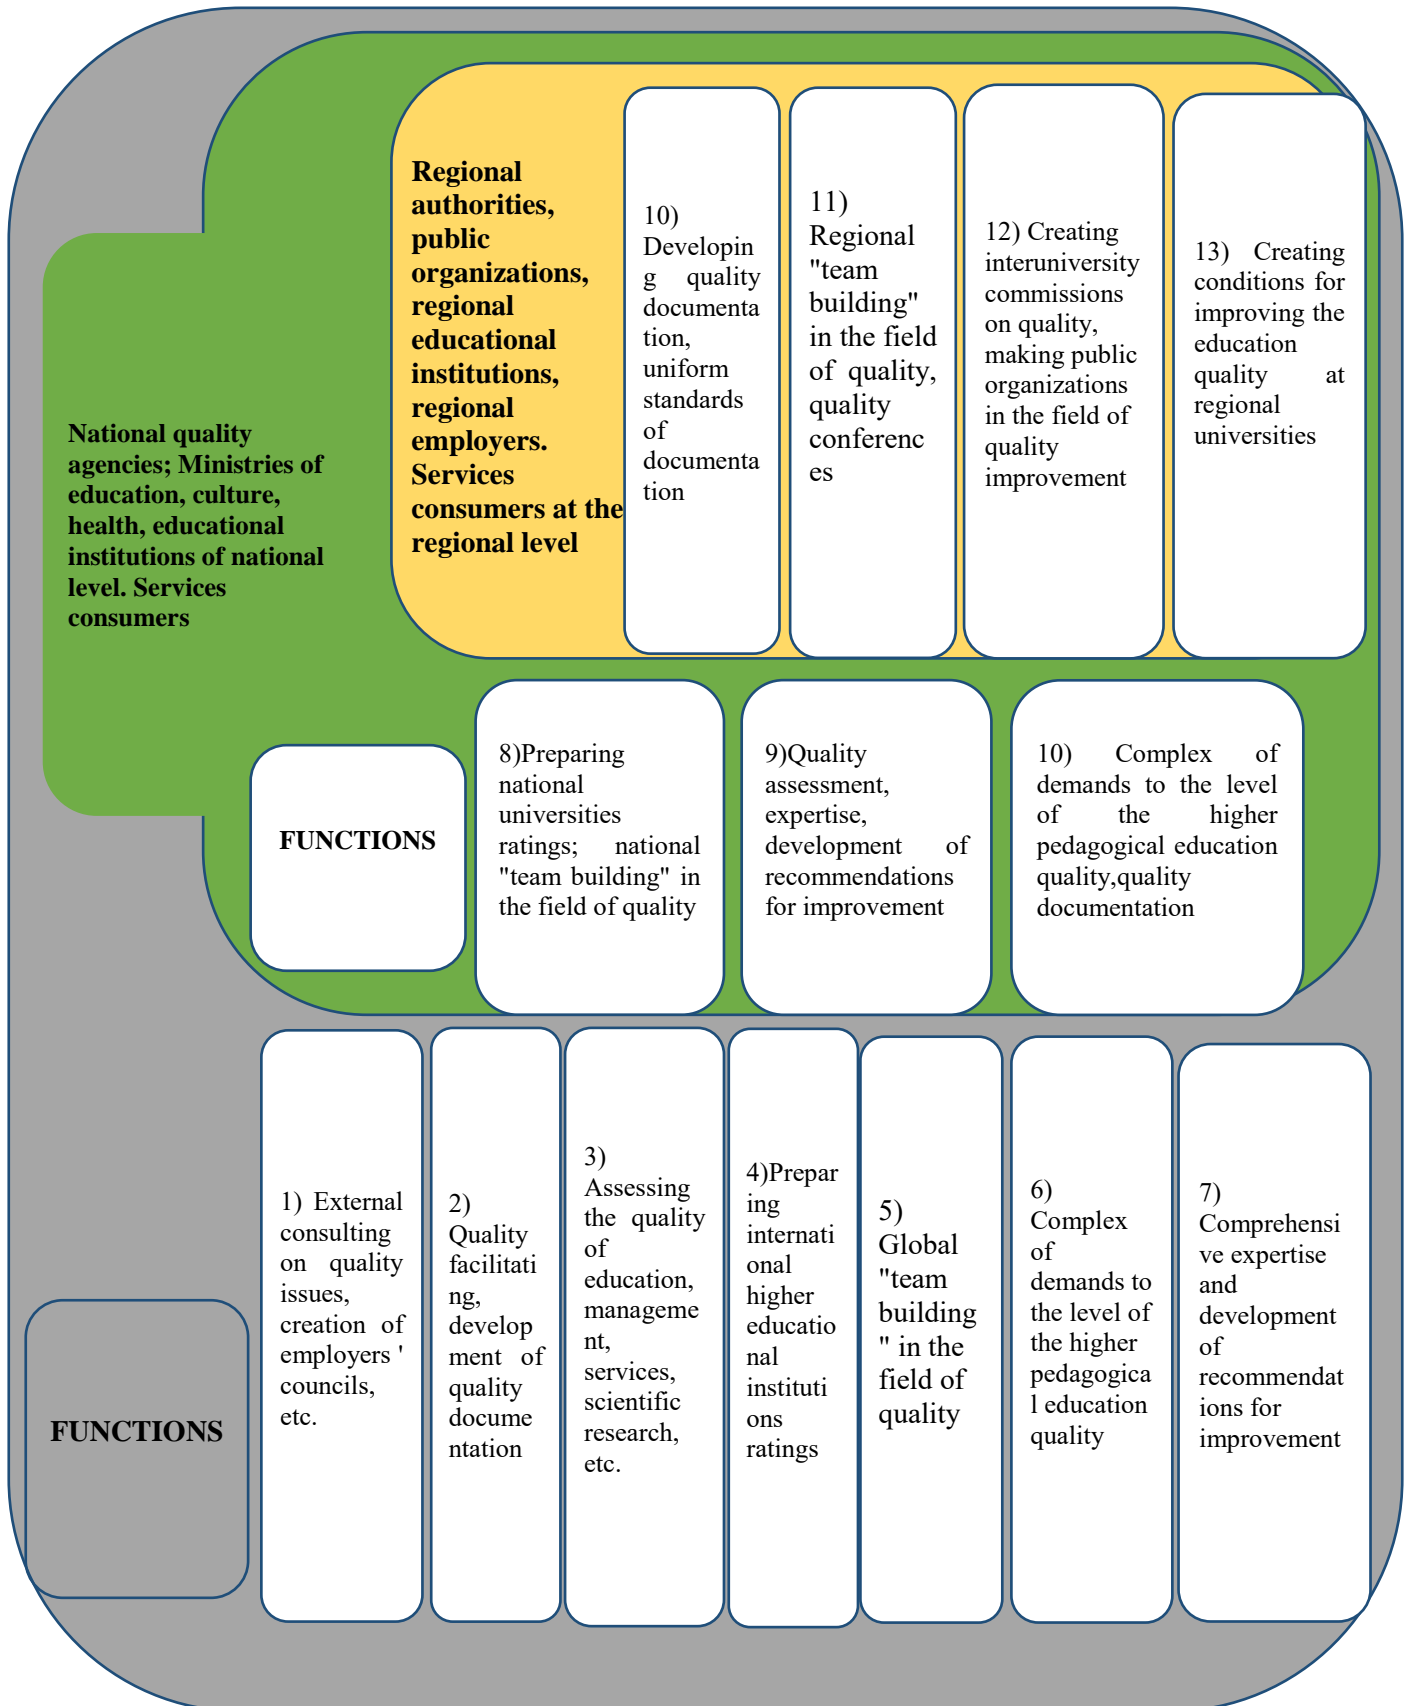 Regional
authorities,
public
organizations,
regional
educational
institutions,
regional
employers.
Services
consumers at the
regional level
10)
Developin
g quality
documenta
tion,
uniform
standards
of
documenta
tion
11)
Regional
"team
building"
in the field
of quality,
quality
conferenc
es
12) Creating
interuniversity
commissions
on quality,
making public
organizations
in the field of
quality
improvement
13) Creating
conditions for
improving the
education
quality at
regional
universities
National quality
agencies; Ministries of
education, culture,
health, educational
institutions of national
level. Services
consumers
FUNCTIONS
8)Preparing
national
universities
ratings; national
"team building" in
the field of quality
9)Quality
assessment,
expertise,
development of
recommendations
for improvement
10) Complex of
demands to the level
of the higher
pedagogical education
quality,quality
documentation
FUNCTIONS
1) External
consulting
on quality
issues,
creation of
employers '
councils,
etc.
2)
Quality
facilitati
ng,
develop
ment of
quality
docume
ntation
3)
Assessing
the quality
of
education,
manageme
nt,
services,
scientific
research,
etc.
4)Prepar
ing
internati
onal
higher
educatio
nal
instituti
ons
ratings
5)
Global
"team
building
" in the
field of
quality
6)
Complex
of
demands to
the level of
the higher
pedagogica
l education
quality
7)
Comprehensi
ve expertise
and
development
of
recommendat
ions for
improvement